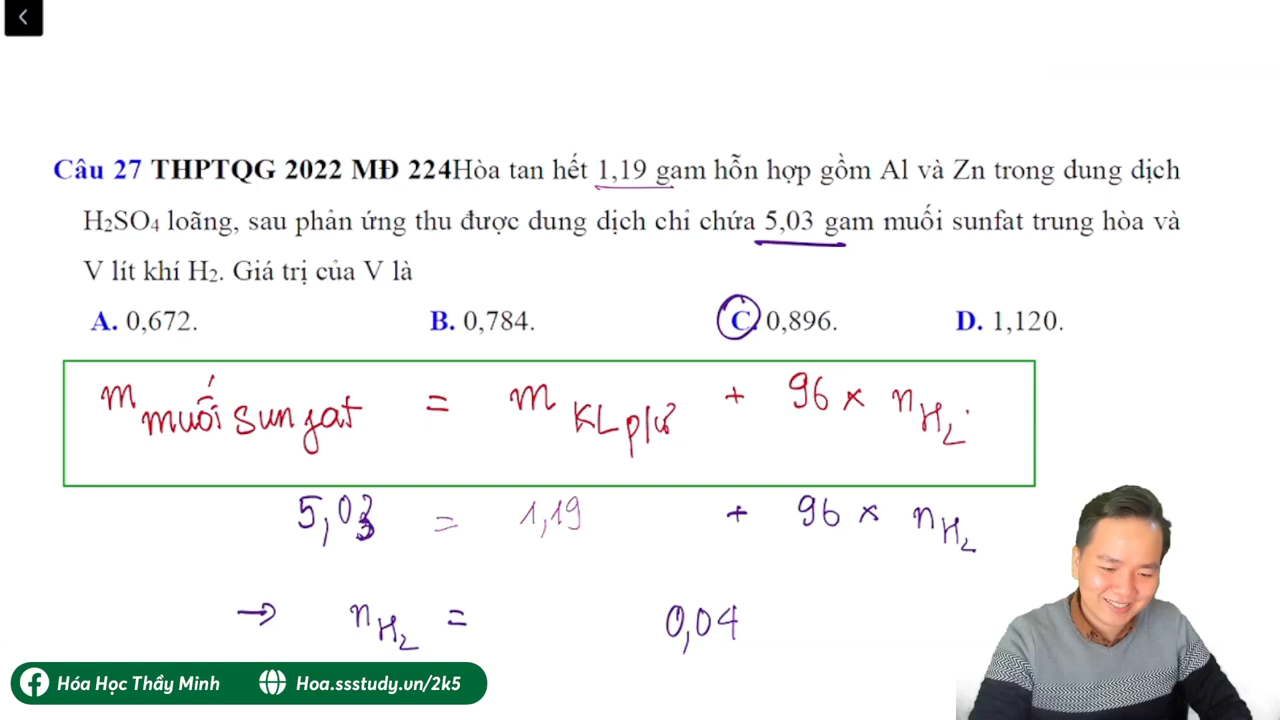 Câu 27 THPTQG 2022 MĐ 224Hòa tan hết 1,19 gam hỗn hợp gồm Al và Zn trong dung dịch
H₂SO₄ loãng, sau phản ứng thu được dung dịch chỉ chứa 5,03 gam muối sunfat trung hòa và
V lít khí H₂. Giá trị của V là
A. 0,672. B. 0,784. C. 0,896. D. 1,120.
m muối sunfat = m KL p/ứ + 96 × nH₂.
5,03 = 1,19 + 96 × nH₂
→ nH₂ = 0,04
Hóa Học Thầy Minh Hoa.ssstudy.vn/2k5